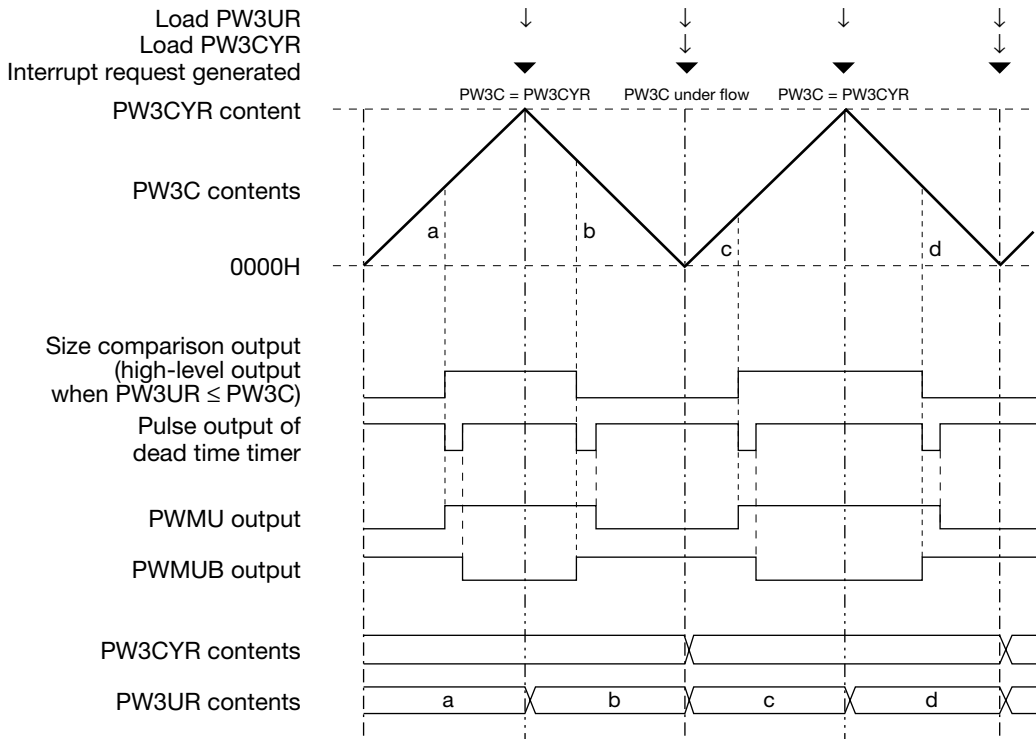 Load PW3UR
Load PW3CYR
Interrupt request generated
PW3C = PW3CYR PW3C under flow PW3C = PW3CYR
PW3CYR content
PW3C contents
a b c d
0000H
Size comparison output
(high-level output
when PW3UR ≤ PW3C)
Pulse output of
dead time timer
PWMU output
PWMUB output
PW3CYR contents
PW3UR contents a b c d